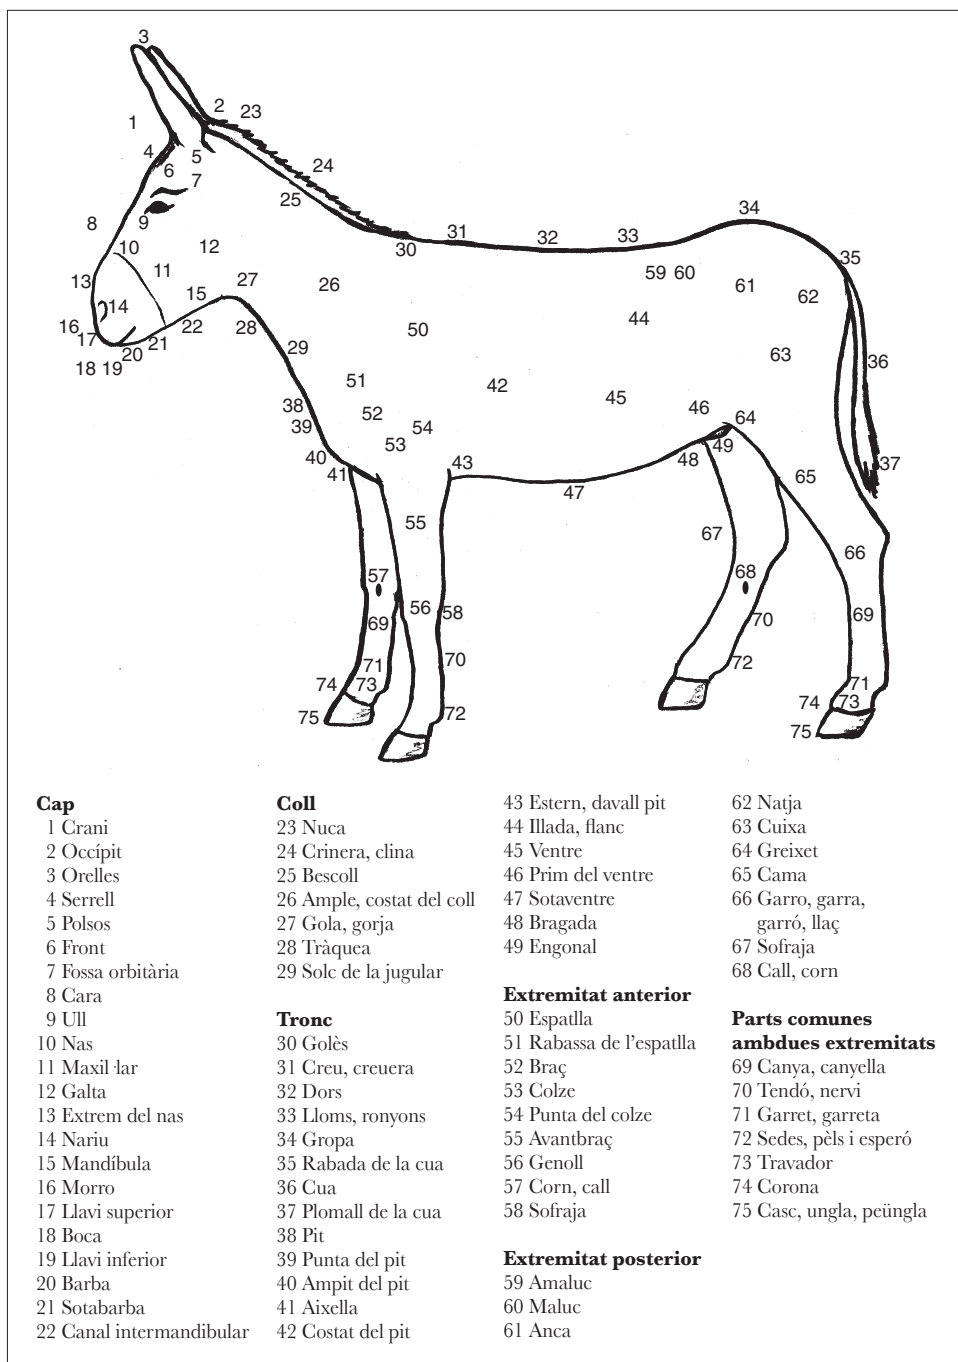 3
2
23
1
4
5
24
6
7
25
34
8
9
31
32
33
30
10
12
35
11
59 60
13
27
26
61
62
15
14
16
22
28
50
44
17
21
29
20
63
18 19
36
51
42
45
38
52
46
39
54
64
53
49
40
41
43
48
37
47
65
55
67
66
57
68
56
58
69
70
69
71
70
72
74
73
71
75
72
74
73
75
Cap
1 Crani
2 Occípit
3 Orelles
4 Serrell
5 Polsos
6 Front
7 Fossa orbitària
8 Cara
9 Ull
10 Nas
11 Maxil·lar
12 Galta
13 Extrem del nas
14 Nariu
15 Mandíbula
16 Morro
17 Llavi superior
18 Boca
19 Llavi inferior
20 Barba
21 Sotabarba
22 Canal intermandibular
Coll
23 Nuca
24 Crinera, clina
25 Bescoll
26 Ample, costat del coll
27 Gola, gorja
28 Tràquea
29 Solc de la jugular
Tronc
30 Golès
31 Creu, creuera
32 Dors
33 Lloms, ronyons
34 Gropa
35 Rabada de la cua
36 Cua
37 Plomall de la cua
38 Pit
39 Punta del pit
40 Ampit del pit
41 Aixella
42 Costat del pit
43 Estern, davall pit
44 Illada, flanc
45 Ventre
46 Prim del ventre
47 Sotaventre
48 Bragada
49 Engonal
Extremitat anterior
50 Espatlla
51 Rabassa de l’espatlla
52 Braç
53 Colze
54 Punta del colze
55 Avantbraç
56 Genoll
57 Corn, call
58 Sofraja
Extremitat posterior
59 Amaluc
60 Maluc
61 Anca
62 Natja
63 Cuixa
64 Greixet
65 Cama
66 Garro, garra,
garró, llaç
67 Sofraja
68 Call, corn
Parts comunes
ambdues extremitats
69 Canya, canyella
70 Tendó, nervi
71 Garret, garreta
72 Sedes, pèls i esperó
73 Travador
74 Corona
75 Casc, ungla, peüngla